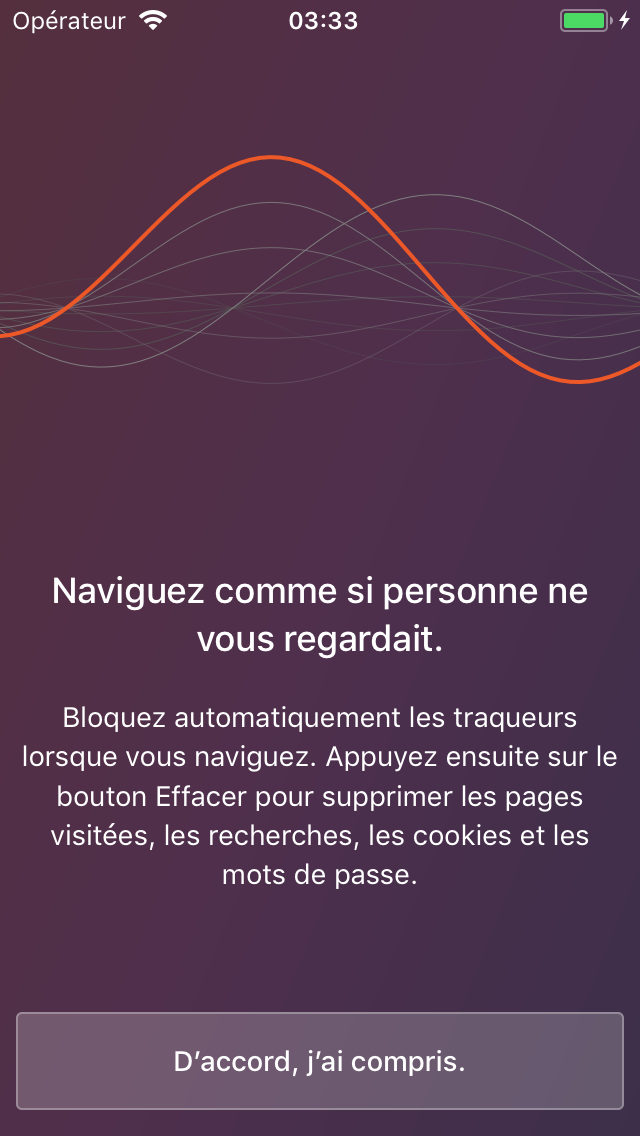 Opérateur 03:33
Naviguez comme si personne ne
vous regardait.
Bloquez automatiquement les traqueurs
lorsque vous naviguez. Appuyez ensuite sur le
bouton Effacer pour supprimer les pages
visitées, les recherches, les cookies et les
mots de passe.
D’accord, j’ai compris.